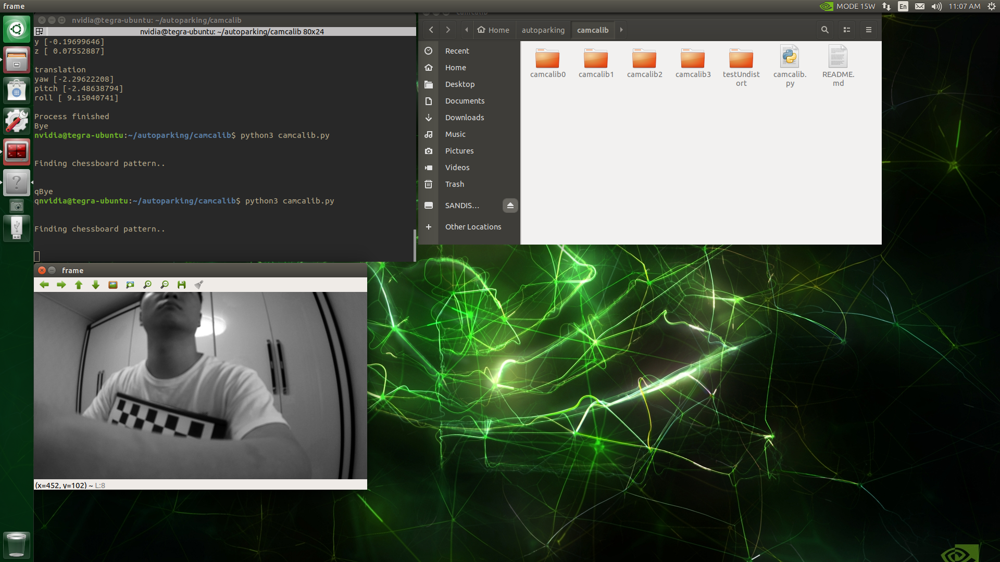 frame
MODE 15W
En
11:07 AM
nvidia@tegra-ubuntu: ~/autoparking/camcalib
nvidia@tegra-ubuntu: ~/autoparking/camcalib 80x24
y [-0.19699646]
z [ 0.07552887]
translation
yaw [-2.29622208]
pitch [-2.48638794]
roll [ 9.15040741]
Process finished
Bye
nvidia@tegra-ubuntu:~/autoparking/camcalib$ python3 camcalib.py
Finding chessboard pattern..
qBye
qnvidia@tegra-ubuntu:~/autoparking/camcalib$ python3 camcalib.py
Finding chessboard pattern..
camcalib
Home
autoparking
camcalib
Recent
Home
Desktop
Documents
Downloads
Music
Pictures
Videos
Trash
SANDIS...
Other Locations
camcalib0
camcalib1
camcalib2
camcalib3
testUndist
ort
camcalib.
py
README.
md
frame
(x=452, y=102) ~ L:8